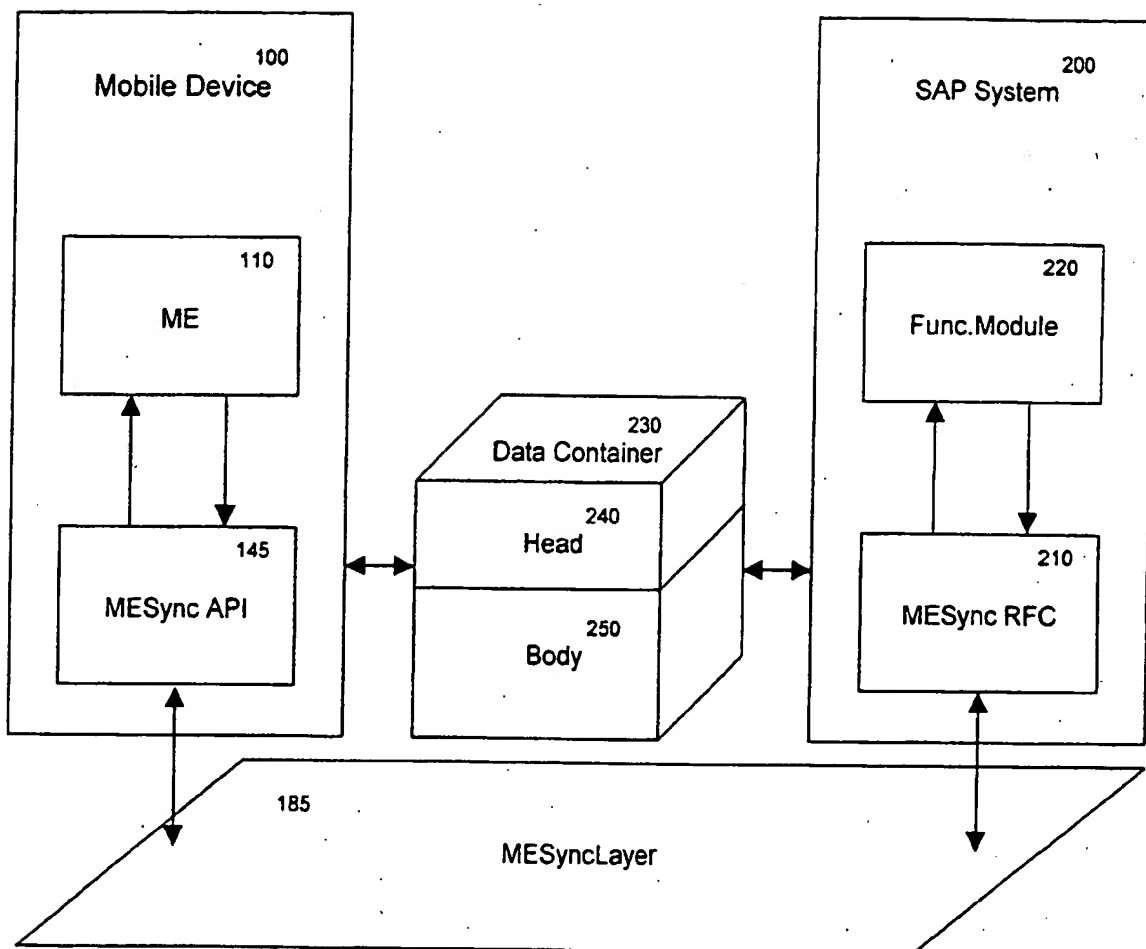 100
Mobile Device
110
ME
145
MESync API
230
Data Container
240
Head
250
Body
200
SAP System
220
Func.Module
210
MESync RFC
185
MESyncLayer